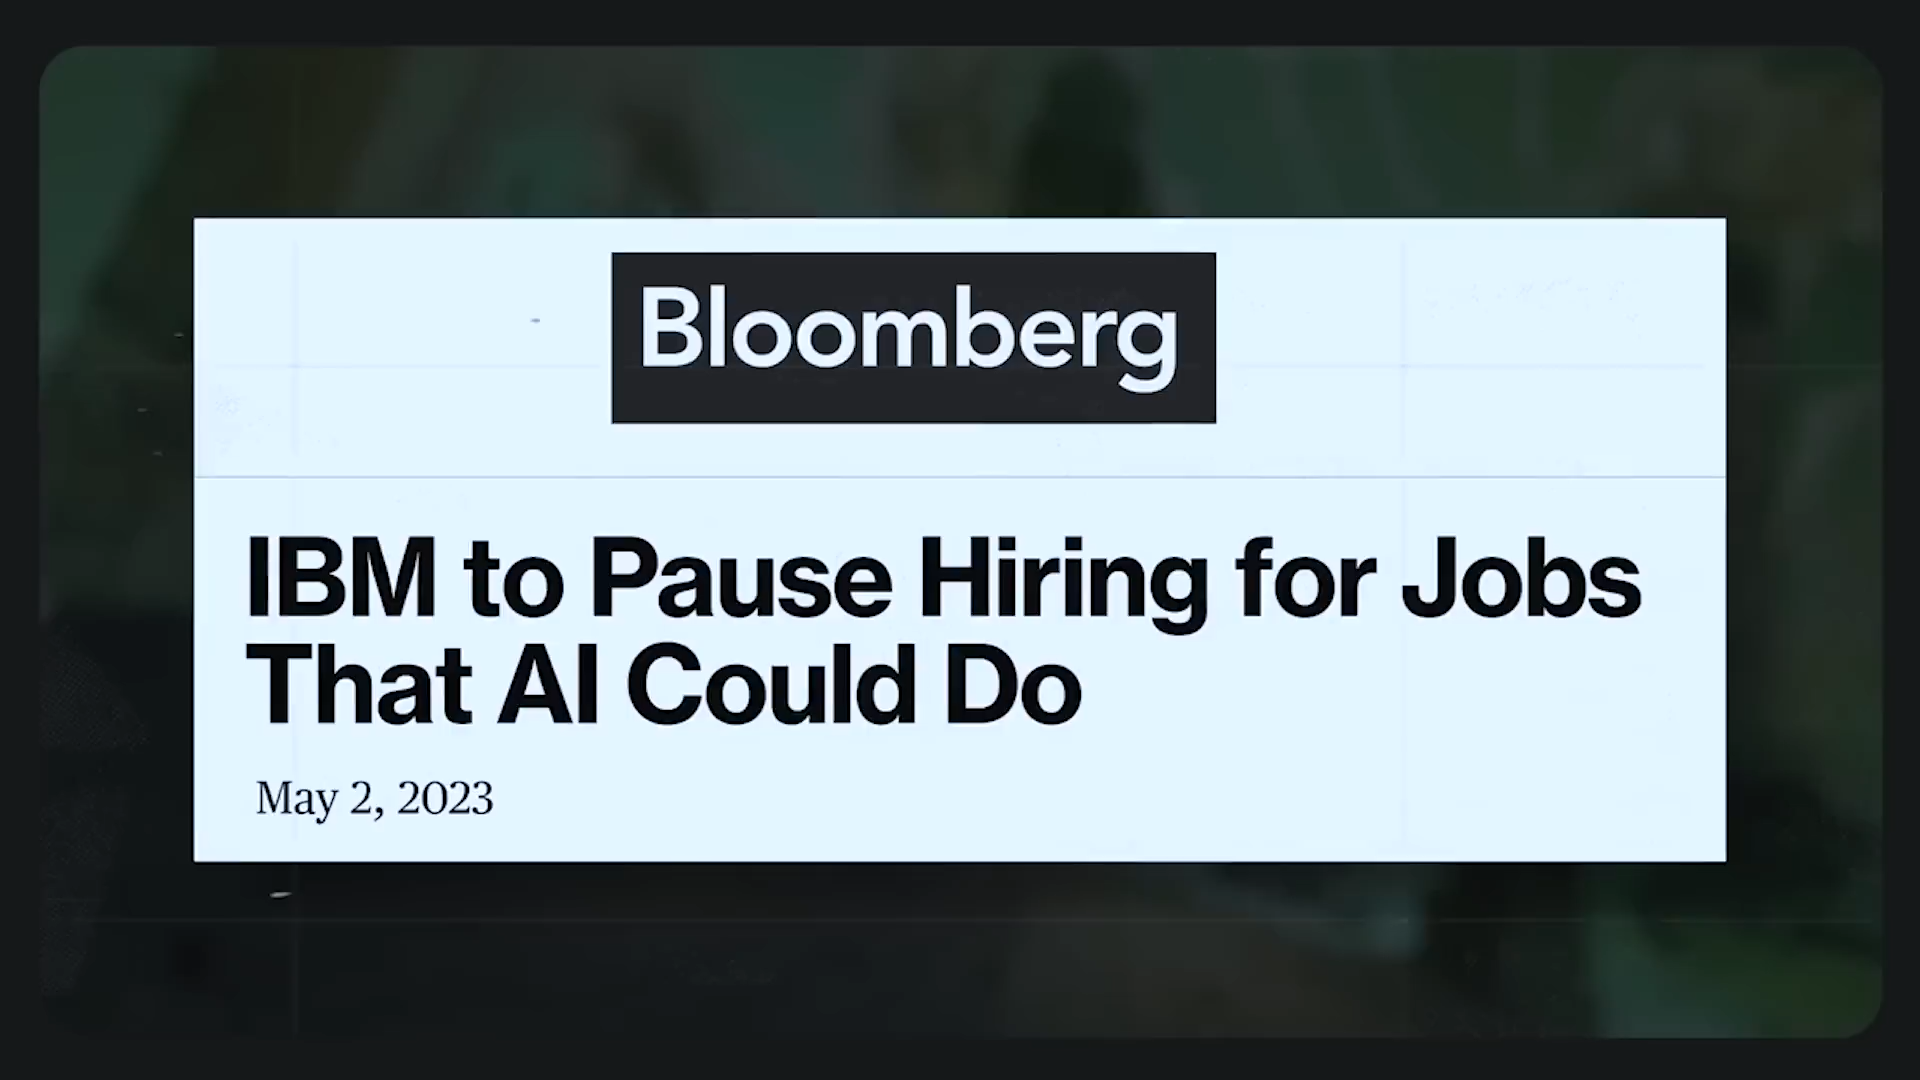 Bloomberg
IBM to Pause Hiring for Jobs
That AI Could Do
May 2, 2023